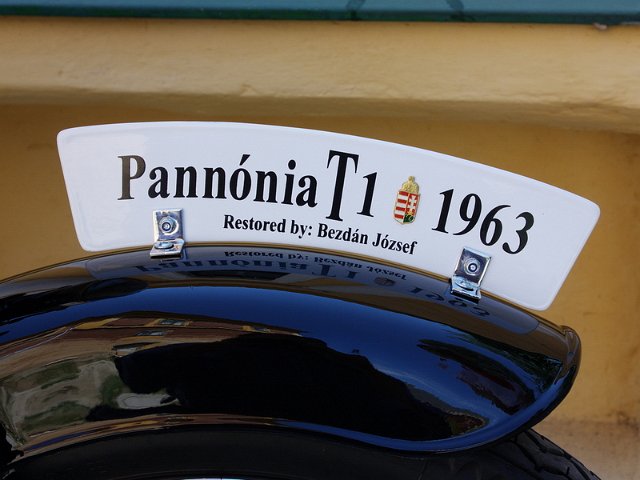 Pannónia T1 1963
Restored by: Bezdán József